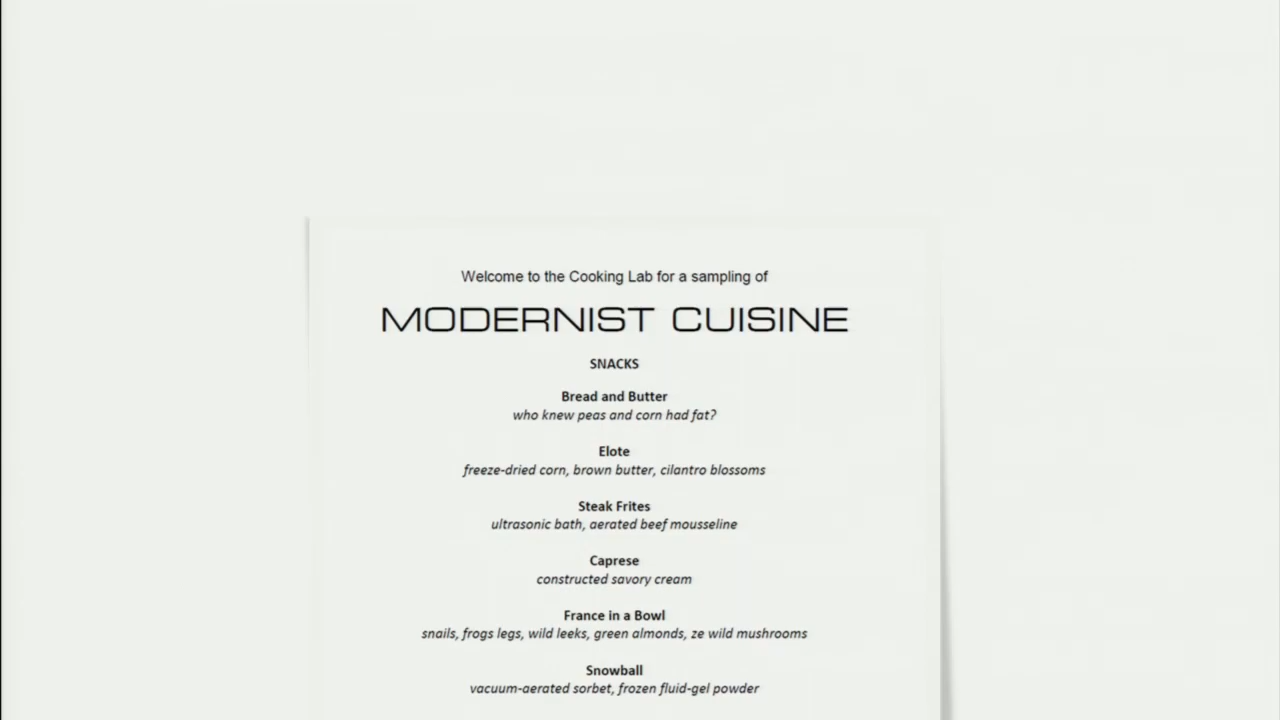 Welcome to the Cooking Lab for a sampling of
MODERNIST CUISINE
SNACKS
Bread and Butter
who knew peas and corn had fat?
Elote
freeze-dried corn, brown butter, cilantro blossoms
Steak Frites
ultrasonic bath, aerated beef mousseline
Caprese
constructed savory cream
France in a Bowl
snails, frogs legs, wild leeks, green almonds, ze wild mushrooms
Snowball
vacuum-aerated sorbet, frozen fluid-gel powder